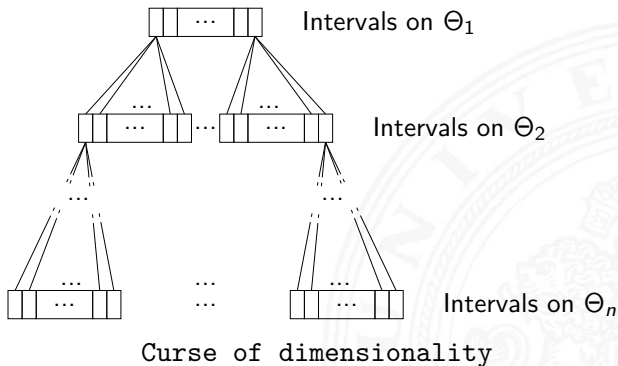 ... Intervals on Θ₁
... ...
... ... ... Intervals on Θ₂
... ...
... ... ...
... ... ... Intervals on Θₙ
Curse of dimensionality